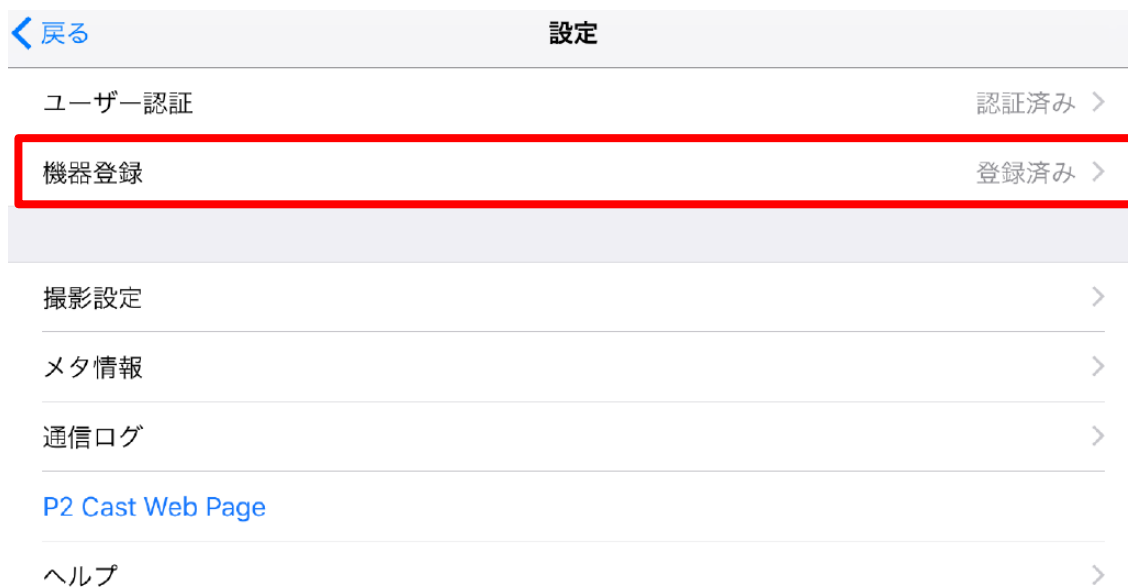 戻る 設定
ユーザー認証 認証済み
機器登録 登録済み
撮影設定
メタ情報
通信ログ
P2 Cast Web Page
ヘルプ